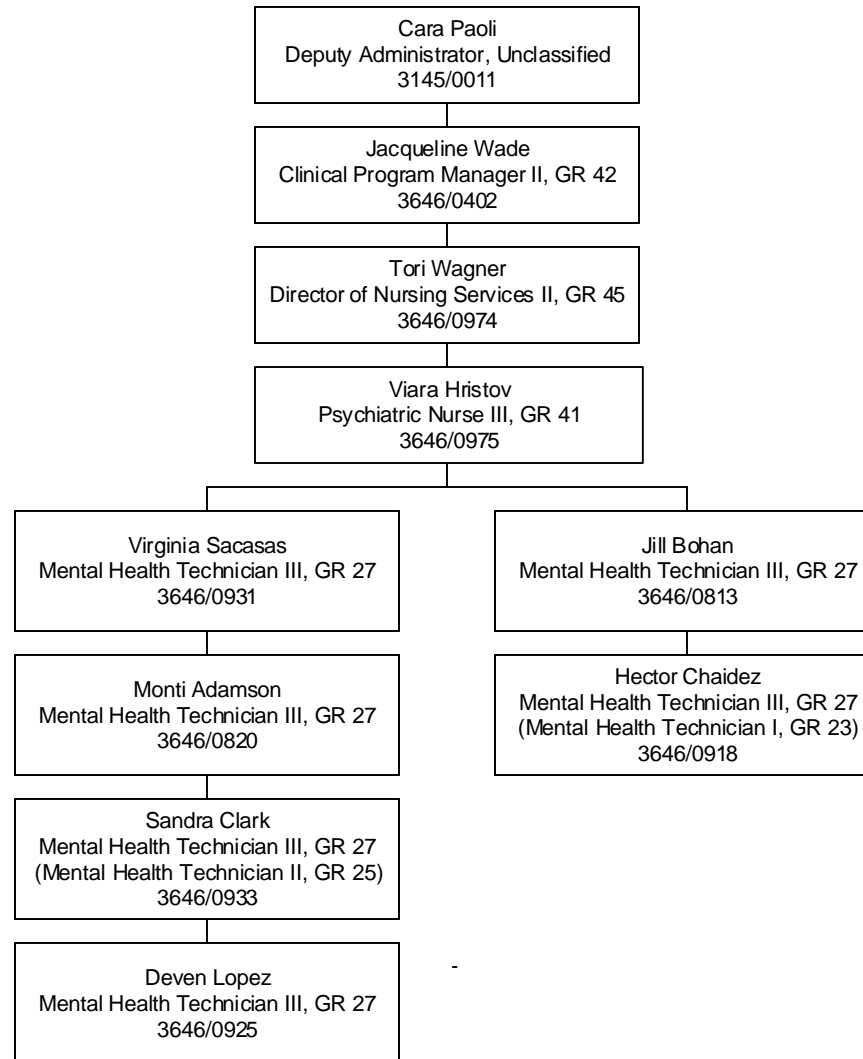 Cara Paoli
Deputy Administrator, Unclassified
3145/0011
Jacqueline Wade
Clinical Program Manager II, GR 42
3646/0402
Tori Wagner
Director of Nursing Services II, GR 45
3646/0974
Viara Hristov
Psychiatric Nurse III, GR 41
3646/0975
Virginia Sacasas
Mental Health Technician III, GR 27
3646/0931
Jill Bohan
Mental Health Technician III, GR 27
3646/0813
Monti Adamson
Mental Health Technician III, GR 27
3646/0820
Hector Chaidez
Mental Health Technician III, GR 27
(Mental Health Technician I, GR 23)
3646/0918
Sandra Clark
Mental Health Technician III, GR 27
(Mental Health Technician II, GR 25)
3646/0933
Deven Lopez
Mental Health Technician III, GR 27
3646/0925
-